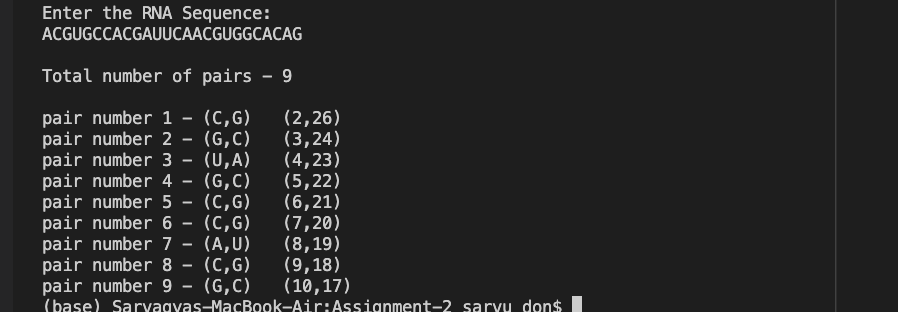 Enter the RNA Sequence:
ACGUGCCACGAUUCAACGUGGCACAG
Total number of pairs – 9
pair number 1 – (C,G) (2,26)
pair number 2 – (G,C) (3,24)
pair number 3 – (U,A) (4,23)
pair number 4 – (G,C) (5,22)
pair number 5 – (C,G) (6,21)
pair number 6 – (C,G) (7,20)
pair number 7 – (A,U) (8,19)
pair number 8 – (C,G) (9,18)
pair number 9 – (G,C) (10,17)
(base) Sarvagyas-MacBook-Air:Assignment-2 sarvu_don$